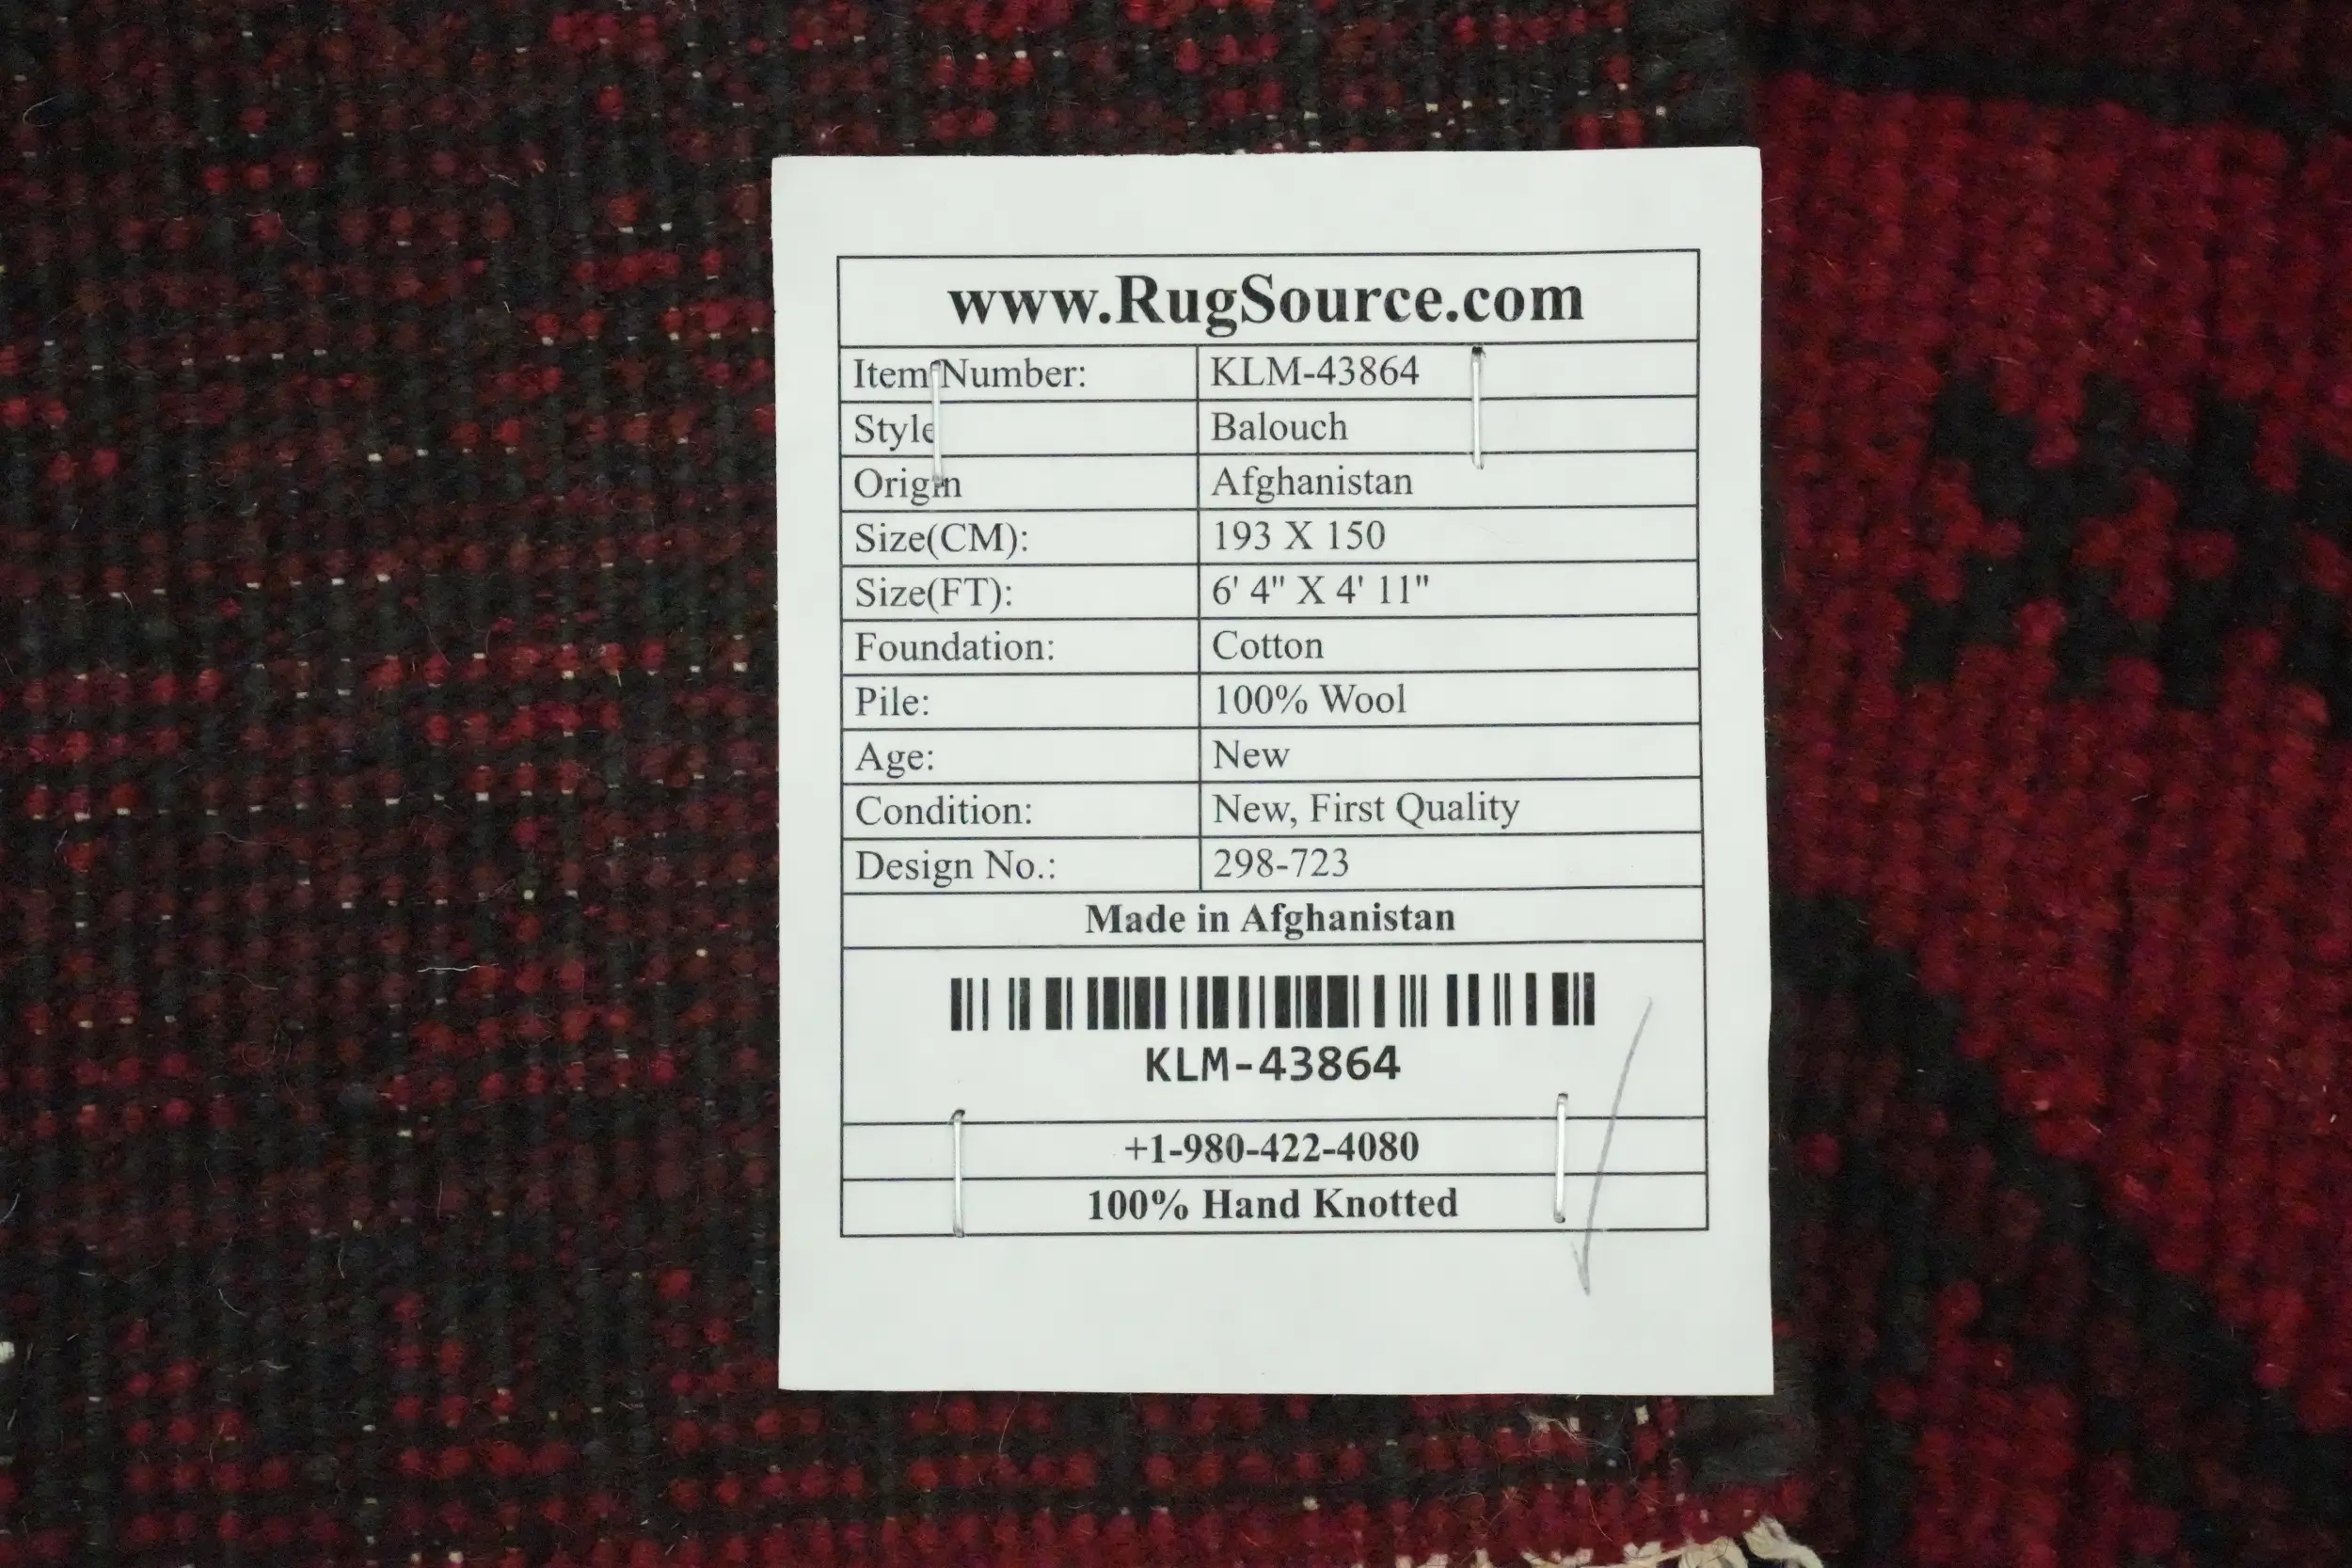 www.RugSource.com
Item Number: KLM-43864
Style Balouch
Origin Afghanistan
Size(CM): 193 X 150
Size(FT): 6' 4" X 4' 11"
Foundation: Cotton
Pile: 100% Wool
Age: New
Condition: New, First Quality
Design No.: 298-723
Made in Afghanistan
KLM-43864
+1-980-422-4080
100% Hand Knotted